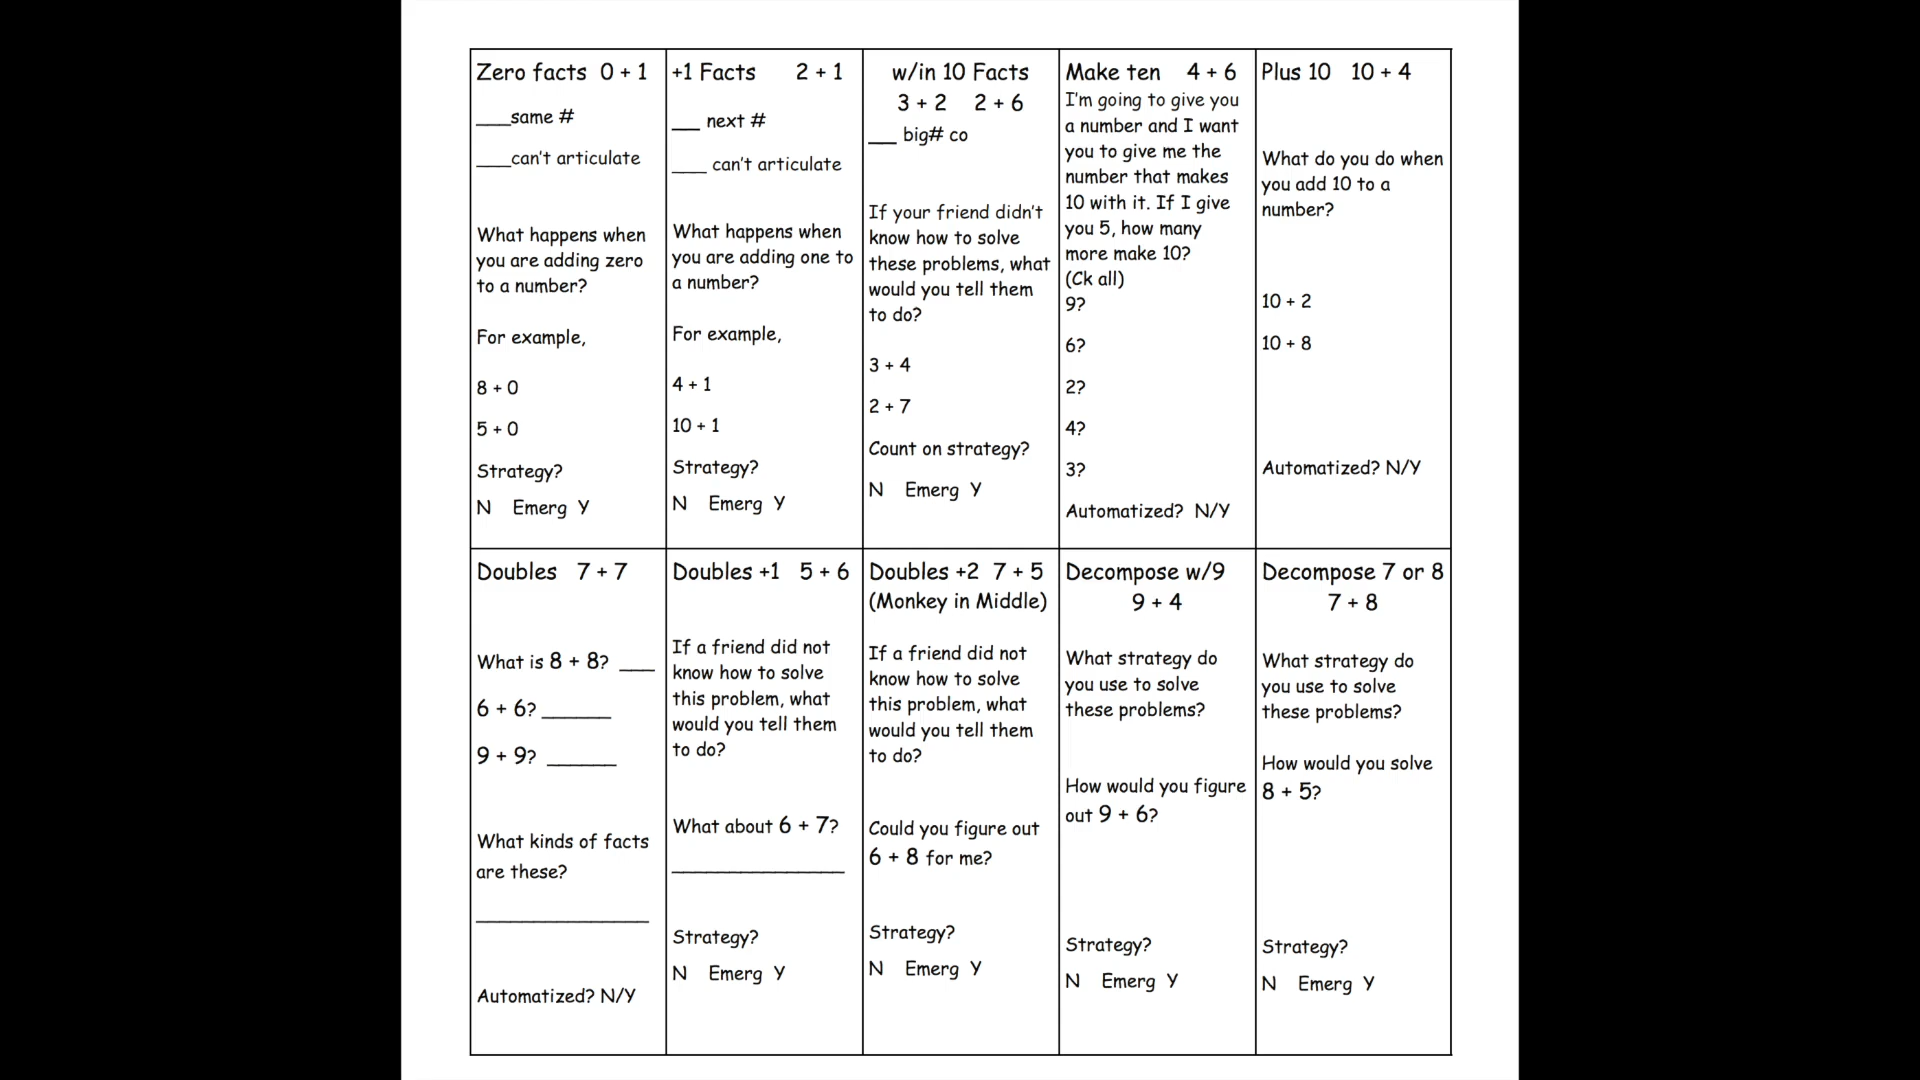 Zero facts 0 + 1
___same #
___can't articulate
What happens when
you are adding zero
to a number?
For example,
8 + 0
5 + 0
Strategy?
N Emerg Y
+1 Facts 2 + 1
___ next #
___ can't articulate
What happens when
you are adding one to
a number?
For example,
4 + 1
10 + 1
Strategy?
N Emerg Y
w/in 10 Facts
3 + 2 2 + 6
___ big# co
If your friend didn't
know how to solve
these problems, what
would you tell them
to do?
3 + 4
2 + 7
Count on strategy?
N Emerg Y
Make ten 4 + 6
I'm going to give you
a number and I want
you to give me the
number that makes
10 with it. If I give
you 5, how many
more make 10?
(Ck all)
9?
6?
2?
4?
3?
Automatized? N/Y
Plus 10 10 + 4
What do you do when
you add 10 to a
number?
10 + 2
10 + 8
Automatized? N/Y
Doubles 7 + 7
What is 8 + 8? ___
6 + 6? ______
9 + 9? ______
What kinds of facts
are these?
_______________
Automatized? N/Y
Doubles +1 5 + 6
If a friend did not
know how to solve
this problem, what
would you tell them
to do?
What about 6 + 7?
_______________
Strategy?
N Emerg Y
Doubles +2 7 + 5
(Monkey in Middle)
If a friend did not
know how to solve
this problem, what
would you tell them
to do?
Could you figure out
6 + 8 for me?
Strategy?
N Emerg Y
Decompose w/9
9 + 4
What strategy do
you use to solve
these problems?
How would you figure
out 9 + 6?
Strategy?
N Emerg Y
Decompose 7 or 8
7 + 8
What strategy do
you use to solve
these problems?
How would you solve
8 + 5?
Strategy?
N Emerg Y